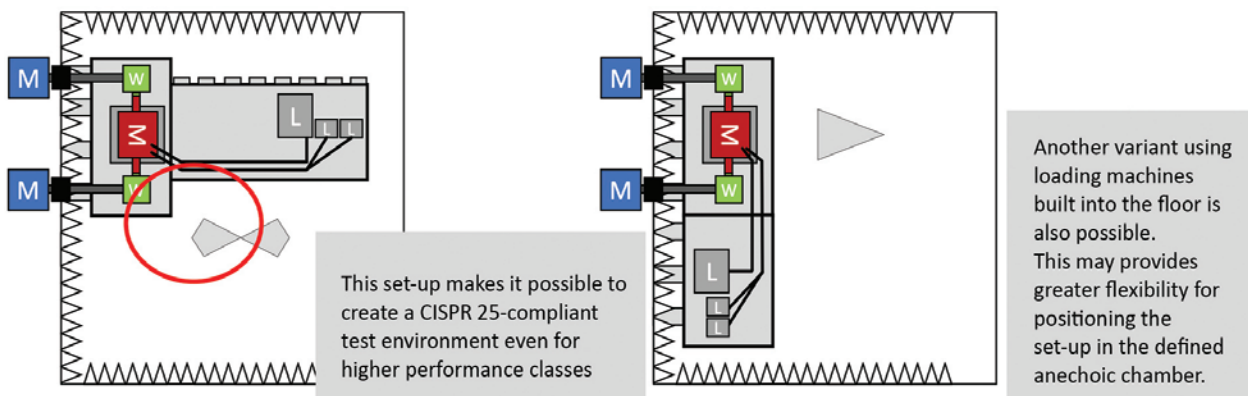 M
W
L
L
L
M
M
W
This set-up makes it possible to
create a CISPR 25-compliant
test environment even for
higher performance classes
M
W
M
M
W
L
L
L
Another variant using
loading machines
built into the floor is
also possible.
This may provides
greater flexibility for
positioning the
set-up in the defined
anechoic chamber.